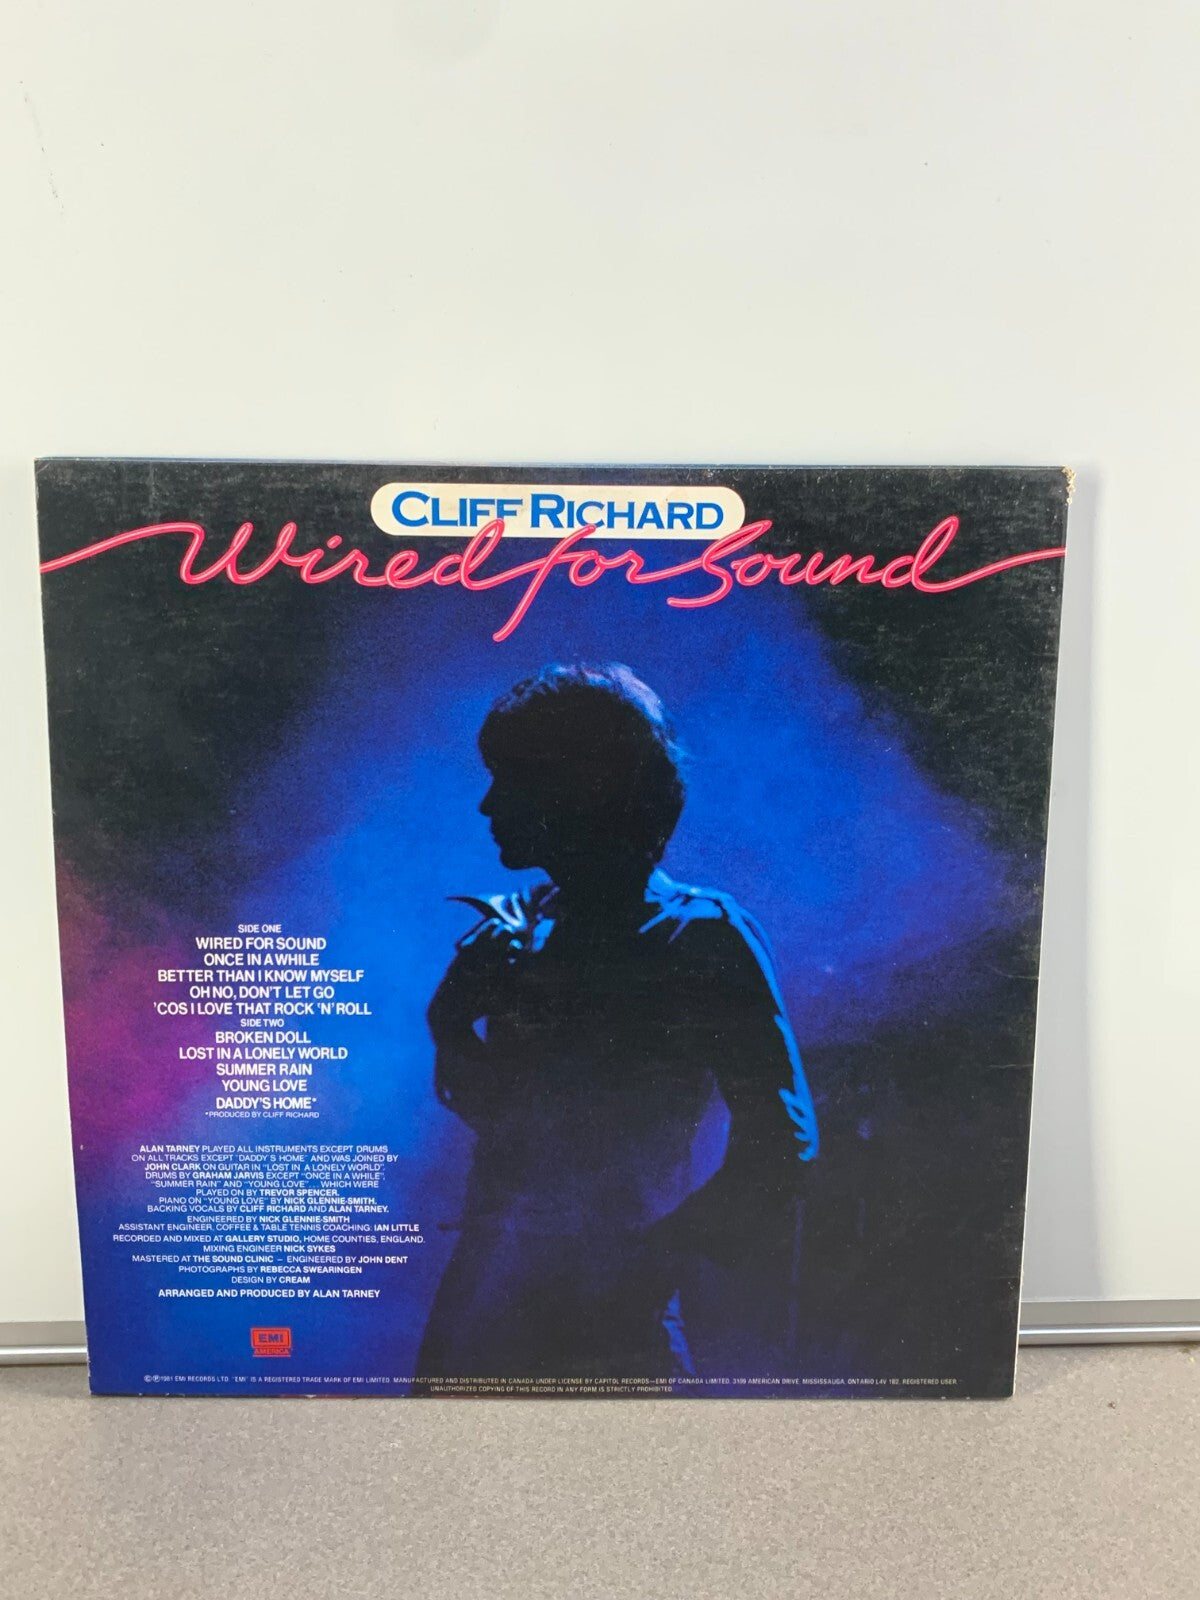 CLIFF RICHARD
Wired for Sound
SIDE ONE
WIRED FOR SOUND
ONCE IN A WHILE
BETTER THAN I KNOW MYSELF
OH NO, DON'T LET GO
'COS I LOVE THAT ROCK 'N' ROLL
SIDE TWO
BROKEN DOLL
LOST IN A LONELY WORLD
SUMMER RAIN
YOUNG LOVE
DADDY'S HOME*
*PRODUCED BY CLIFF RICHARD
ALAN TARNEY PLAYED ALL INSTRUMENTS EXCEPT DRUMS
ON ALL TRACKS EXCEPT "DADDY'S HOME" AND WAS JOINED BY
JOHN CLARK ON GUITAR IN "LOST IN A LONELY WORLD".
DRUMS BY GRAHAM JARVIS EXCEPT "ONCE IN A WHILE",
"SUMMER RAIN" AND "YOUNG LOVE"... WHICH WERE
PLAYED ON BY TREVOR SPENCER.
PIANO ON "YOUNG LOVE" BY NICK GLENNIE-SMITH.
BACKING VOCALS BY CLIFF RICHARD AND ALAN TARNEY.
ENGINEERED BY NICK GLENNIE-SMITH
ASSISTANT ENGINEER, COFFEE & TABLE TENNIS COACHING: IAN LITTLE
RECORDED AND MIXED AT GALLERY STUDIO, HOME COUNTIES, ENGLAND.
MIXING ENGINEER NICK SYKES
MASTERED AT THE SOUND CLINIC – ENGINEERED BY JOHN DENT
PHOTOGRAPHS BY REBECCA SWEARINGEN
DESIGN BY CREAM
ARRANGED AND PRODUCED BY ALAN TARNEY
EMI
AMERICA
©℗1981 EMI RECORDS LTD. "EMI" IS A REGISTERED TRADE MARK OF EMI LIMITED. MANUFACTURED AND DISTRIBUTED IN CANADA UNDER LICENSE BY CAPITOL RECORDS—EMI OF CANADA LIMITED, 3109 AMERICAN DRIVE, MISSISSAUGA, ONTARIO L4V 1B2, REGISTERED USER.
UNAUTHORIZED COPYING OF THIS RECORD IN ANY FORM IS STRICTLY PROHIBITED.